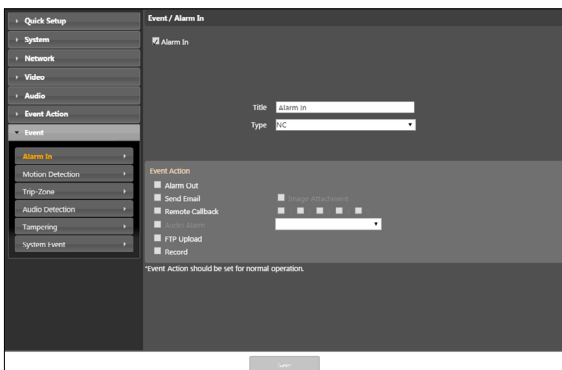 Quick Setup
System
Network
Video
Audio
Event Action
Event
Alarm In
Motion Detection
Trip-Zone
Audio Detection
Tampering
System Event
Event / Alarm In
Alarm In
Title Alarm In
Type NC
Event Action
Alarm Out
Send Email Image Attachment
Remote Callback
Audio Alarm
FTP Upload
Record
*Event Action should be set for normal operation.
Save